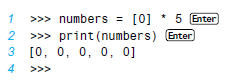 1 >>> numbers = [0] * 5 Enter
2 >>> print(numbers) Enter
3 [0, 0, 0, 0, 0]
4 >>>